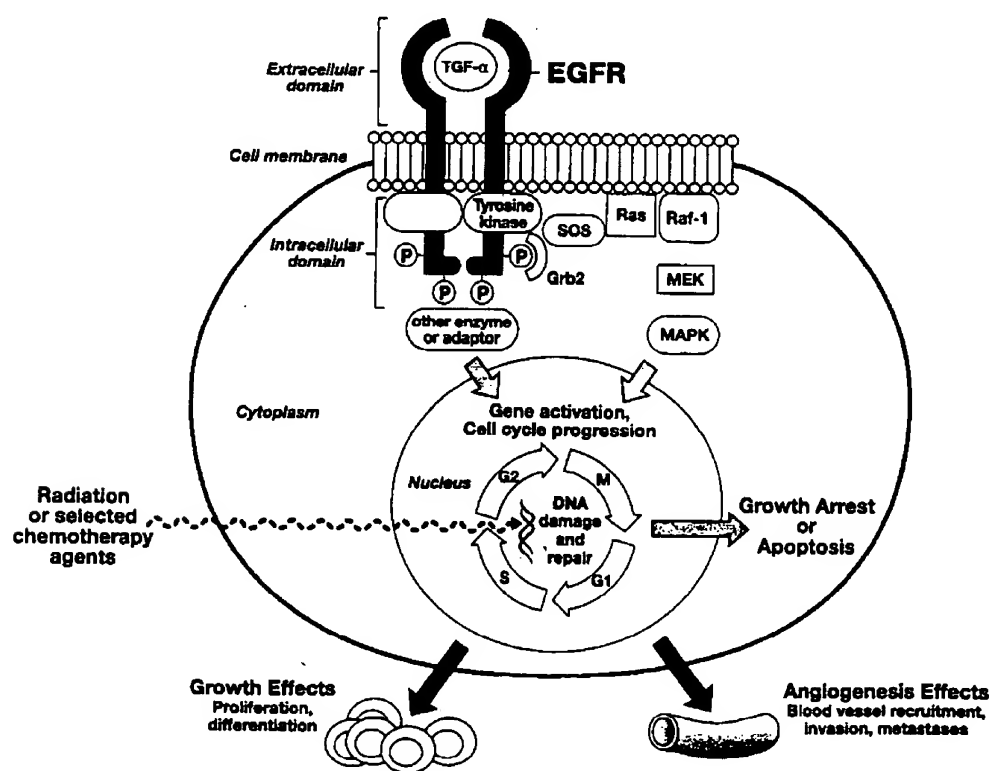 TGF-α
EGFR
Extracellular
domain
Cell membrane
Tyrosine
kinase
SOS
Ras
Raf-1
Intracellular
domain
P
P
Grb2
P
P
MEK
other enzyme
or adaptor
MAPK
Cytoplasm
Gene activation,
Cell cycle progression
Nucleus
G2
M
DNA
damage
and
repair
S
G1
Radiation
or selected
chemotherapy
agents
Growth Arrest
or
Apoptosis
Growth Effects
Proliferation,
differentiation
Angiogenesis Effects
Blood vessel recruitment,
invasion, metastases